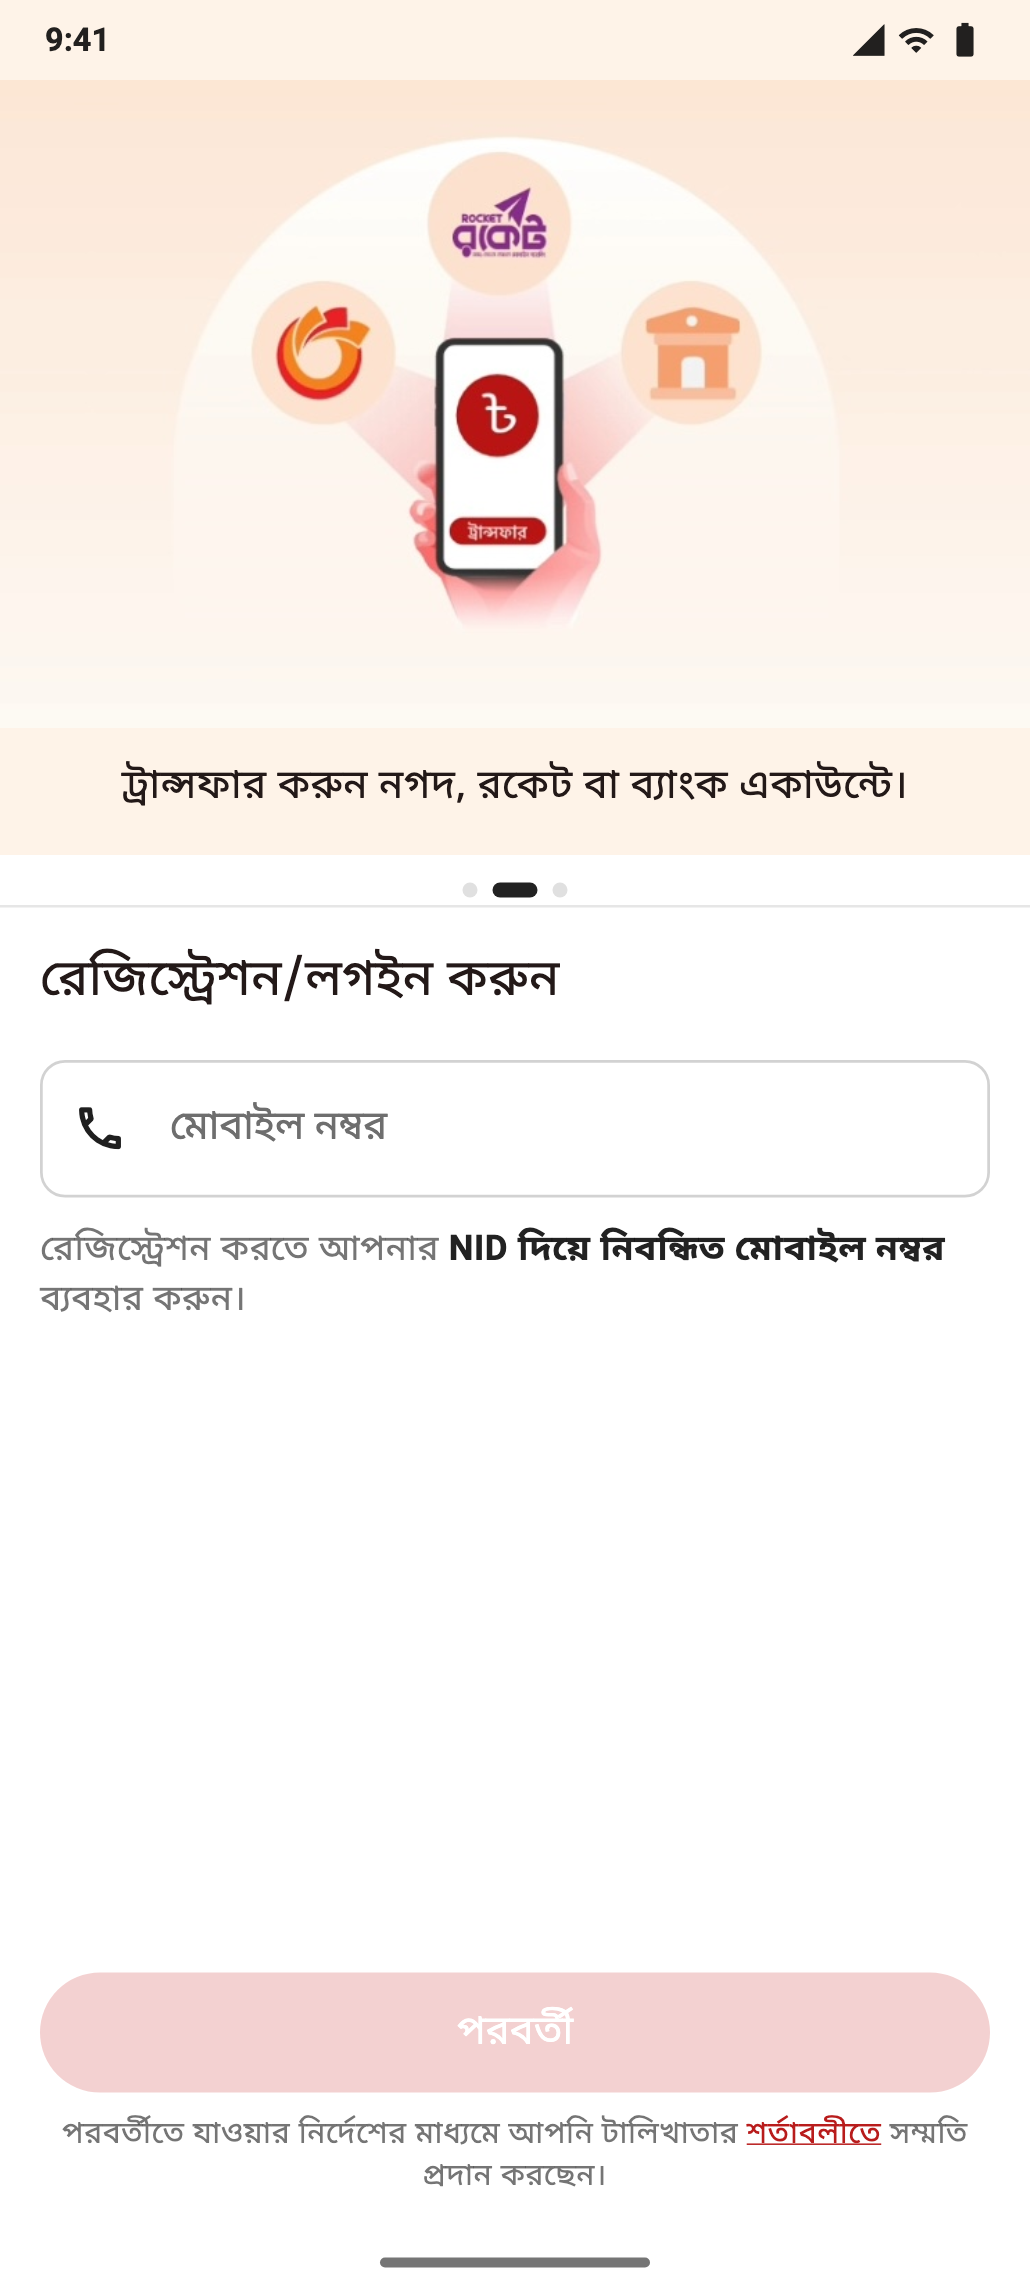 9:41
ROCKET
রকেট
৳
ট্রান্সফার
ট্রান্সফার করুন নগদ, রকেট বা ব্যাংক একাউন্টে।
রেজিস্ট্রেশন/লগইন করুন
মোবাইল নম্বর
রেজিস্ট্রেশন করতে আপনার NID দিয়ে নিবন্ধিত মোবাইল নম্বর
ব্যবহার করুন।
পরবর্তী
পরবর্তীতে যাওয়ার নির্দেশের মাধ্যমে আপনি টালিখাতার শর্তাবলীতে সম্মতি
প্রদান করছেন।